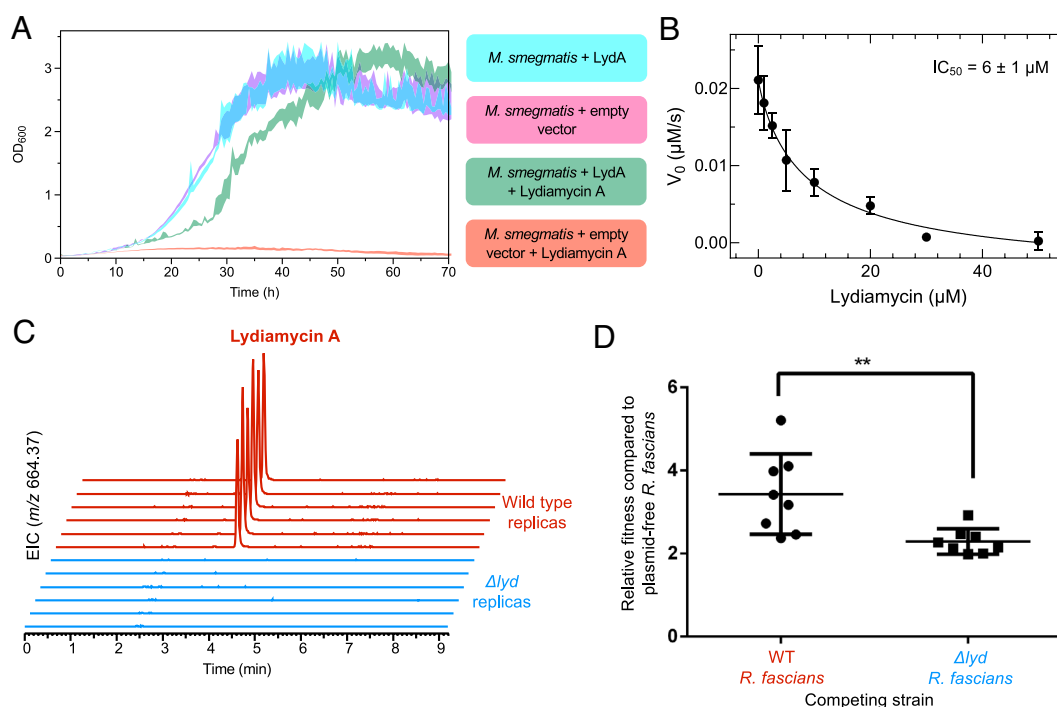 A
3
2
1
0
OD600
0
10
20
30
40
50
60
70
Time (h)
M. smegmatis + LydA
M. smegmatis + empty
vector
M. smegmatis + LydA
+ Lydiamycin A
M. smegmatis + empty
vector + Lydiamycin A
B
IC50 = 6 ± 1 µM
0.02
0.01
0.00
V0 (µM/s)
0
20
40
Lydiamycin (µM)
C
Lydiamycin A
EIC (m/z 664.37)
Wild type
replicas
Δlyd
replicas
0
1
2
3
4
5
6
7
8
9
Time (min)
D
**
6
4
2
0
Relative fitness compared to
plasmid-free R. fascians
WT
R. fascians
Δlyd
R. fascians
Competing strain